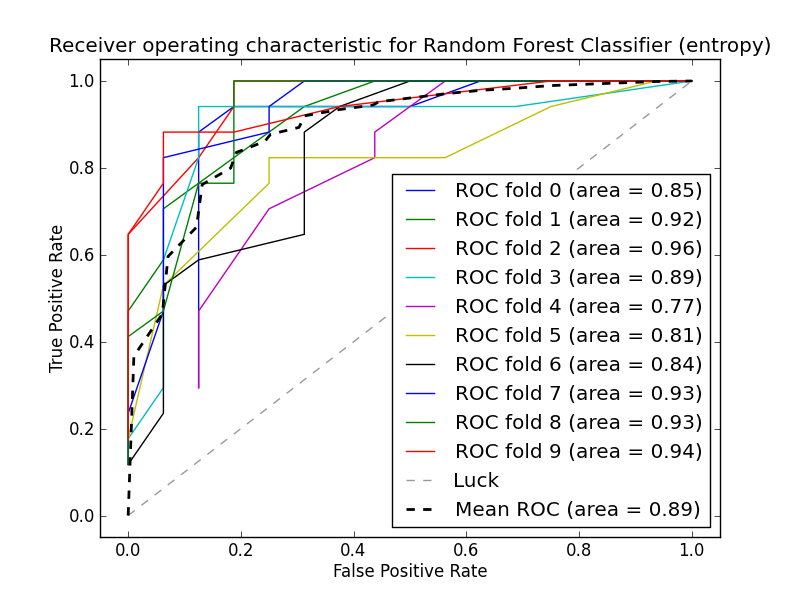 Receiver operating characteristic for Random Forest Classifier (entropy)
1.0
0.8
0.6
0.4
0.2
0.0
True Positive Rate
ROC fold 0 (area = 0.85)
ROC fold 1 (area = 0.92)
ROC fold 2 (area = 0.96)
ROC fold 3 (area = 0.89)
ROC fold 4 (area = 0.77)
ROC fold 5 (area = 0.81)
ROC fold 6 (area = 0.84)
ROC fold 7 (area = 0.93)
ROC fold 8 (area = 0.93)
ROC fold 9 (area = 0.94)
Luck
Mean ROC (area = 0.89)
0.0 0.2 0.4 0.6 0.8 1.0
False Positive Rate